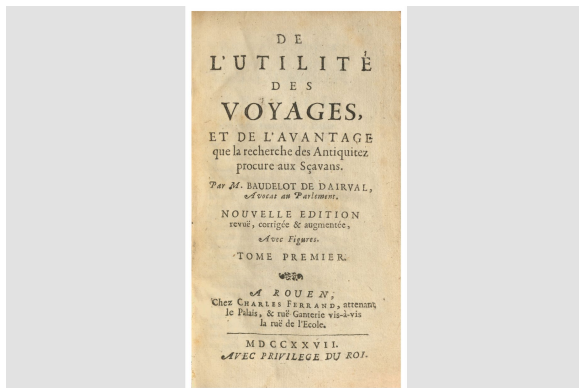 DE
L'UTILITÉ
DES
VOYAGES,
ET DE L'AVANTAGE
que la recherche des Antiquitez
procure aux Sçavans.
Par M. BAUDELOT DE DAIRVAL,
Avocat au Parlement.
NOUVELLE EDITION
revuë, corrigée & augmentée,
Avec Figures.
TOME PREMIER.
A ROUEN,
Chez CHARLES FERRAND, attenant
le Palais, & ruë Ganterie vis-à-vis
la ruë de l'Ecole.
MDCCXXVII.
AVEC PRIVILEGE DU ROI.